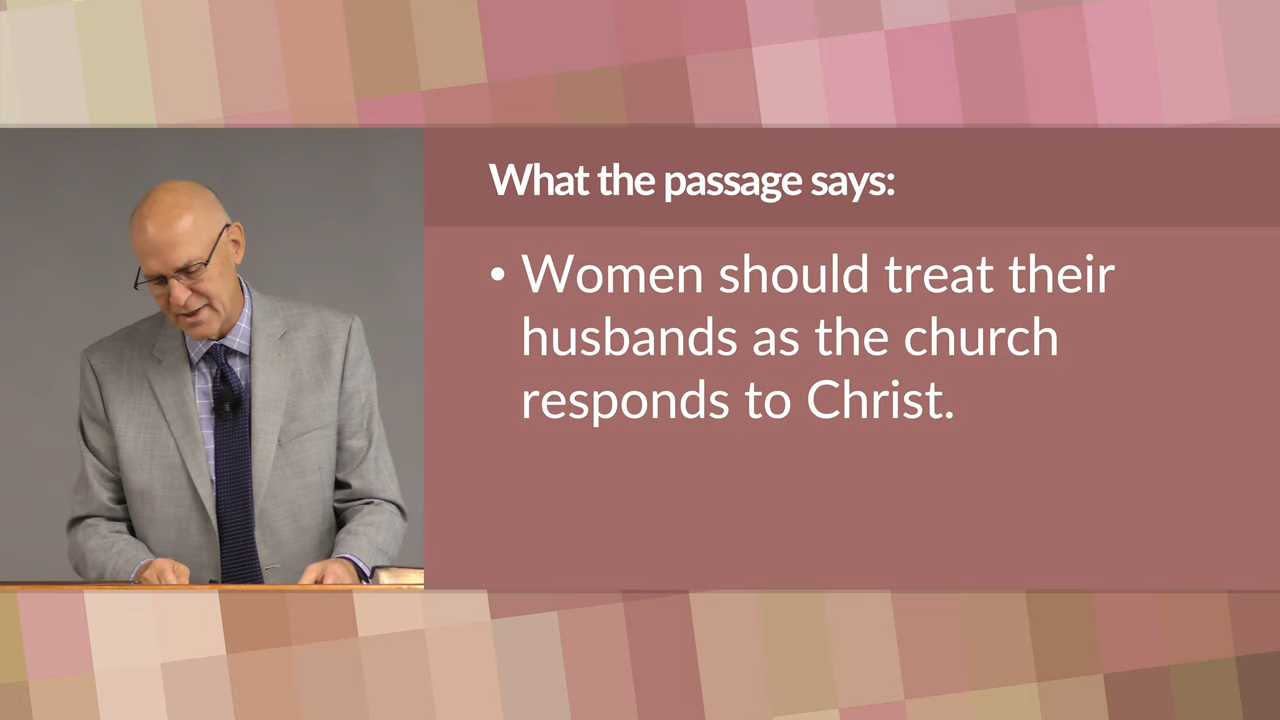 What the passage says:
• Women should treat their
husbands as the church
responds to Christ.